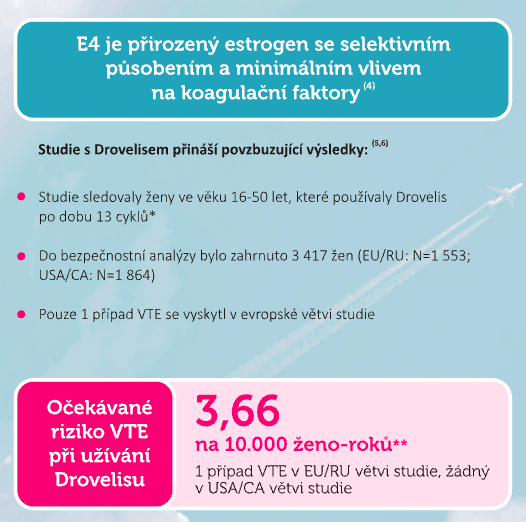 E4 je přirozený estrogen se selektivním
působením a minimálním vlivem
na koagulační faktory (4)
Studie s Drovelisem přináší povzbuzující výsledky: (5,6)
Studie sledovaly ženy ve věku 16-50 let, které používaly Drovelis
po dobu 13 cyklů*
Do bezpečnostní analýzy bylo zahrnuto 3 417 žen (EU/RU: N=1 553;
USA/CA: N=1 864)
Pouze 1 případ VTE se vyskytl v evropské větvi studie
Očekávané
riziko VTE
při užívání
Drovelisu
3,66
na 10.000 ženo-roků**
1 případ VTE v EU/RU větvi studie, žádný
v USA/CA větvi studie